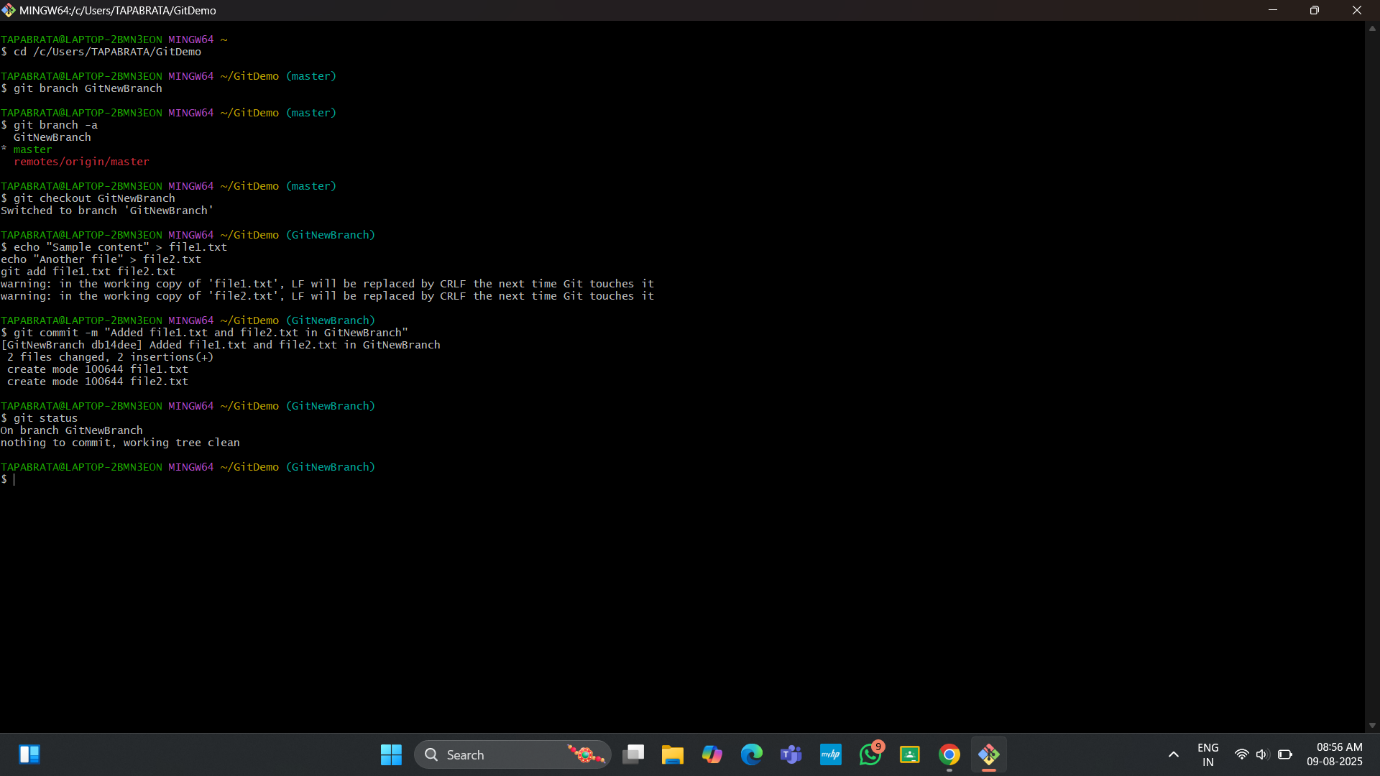 MINGW64:/c/Users/TAPABRATA/GitDemo
TAPABRATA@LAPTOP-2BMN3EON MINGW64 ~
$ cd /c/Users/TAPABRATA/GitDemo
TAPABRATA@LAPTOP-2BMN3EON MINGW64 ~/GitDemo (master)
$ git branch GitNewBranch
TAPABRATA@LAPTOP-2BMN3EON MINGW64 ~/GitDemo (master)
$ git branch -a
  GitNewBranch
* master
  remotes/origin/master
TAPABRATA@LAPTOP-2BMN3EON MINGW64 ~/GitDemo (master)
$ git checkout GitNewBranch
Switched to branch 'GitNewBranch'
TAPABRATA@LAPTOP-2BMN3EON MINGW64 ~/GitDemo (GitNewBranch)
$ echo "Sample content" > file1.txt
echo "Another file" > file2.txt
git add file1.txt file2.txt
warning: in the working copy of 'file1.txt', LF will be replaced by CRLF the next time Git touches it
warning: in the working copy of 'file2.txt', LF will be replaced by CRLF the next time Git touches it
TAPABRATA@LAPTOP-2BMN3EON MINGW64 ~/GitDemo (GitNewBranch)
$ git commit -m "Added file1.txt and file2.txt in GitNewBranch"
[GitNewBranch db14dee] Added file1.txt and file2.txt in GitNewBranch
 2 files changed, 2 insertions(+)
 create mode 100644 file1.txt
 create mode 100644 file2.txt
TAPABRATA@LAPTOP-2BMN3EON MINGW64 ~/GitDemo (GitNewBranch)
$ git status
On branch GitNewBranch
nothing to commit, working tree clean
TAPABRATA@LAPTOP-2BMN3EON MINGW64 ~/GitDemo (GitNewBranch)
$
Search
myhp
9
ENG
IN
08:56 AM
09-08-2025